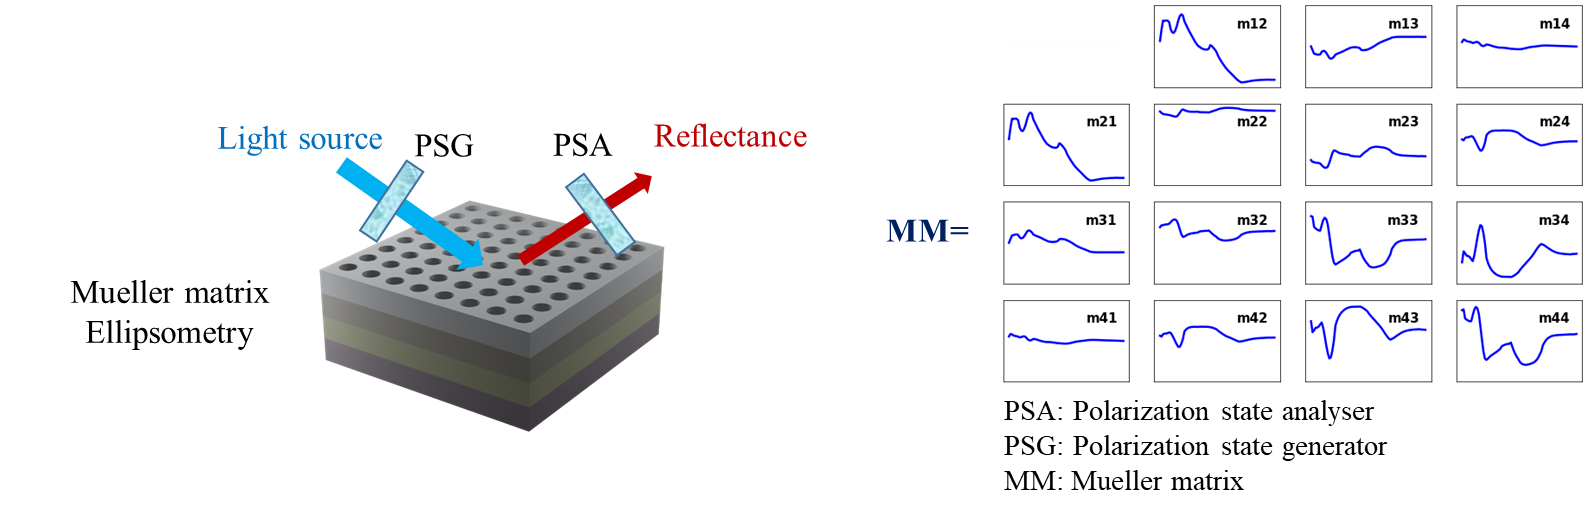 Light source
PSG
PSA
Reflectance
Mueller matrix
Ellipsometry
MM=
m12
m13
m14
m21
m22
m23
m24
m31
m32
m33
m34
m41
m42
m43
m44
PSA: Polarization state analyser
PSG: Polarization state generator
MM: Mueller matrix